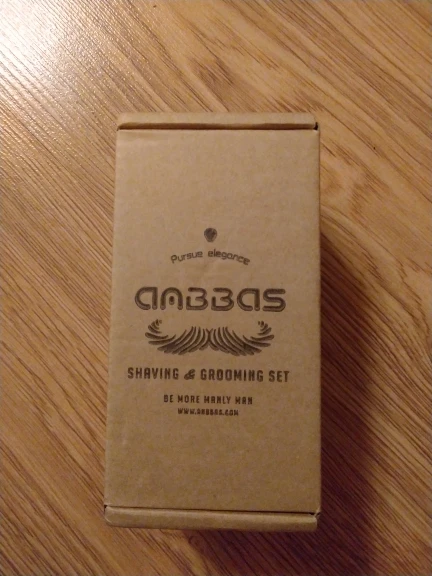 Pursue elegance
ANBBAS
SHAVING & GROOMING SET
BE MORE MANLY MAN
WWW.ANBBAS.COM